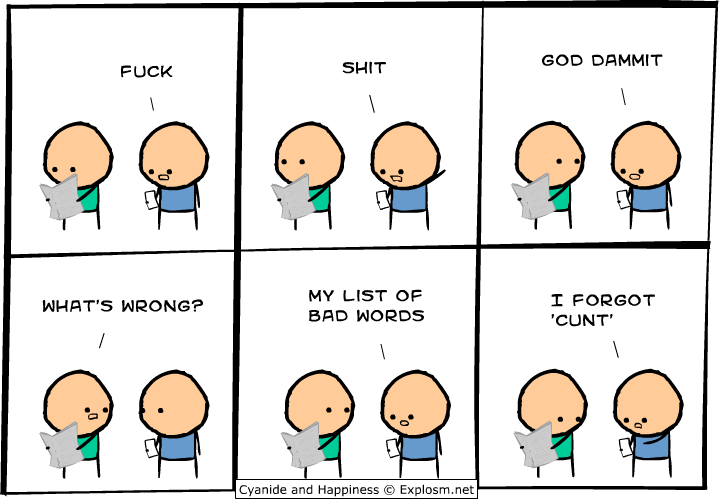 FUCK
SHIT
GOD DAMMIT
WHAT'S WRONG?
MY LIST OF
BAD WORDS
I FORGOT
'CUNT'
Cyanide and Happiness © Explosm.net